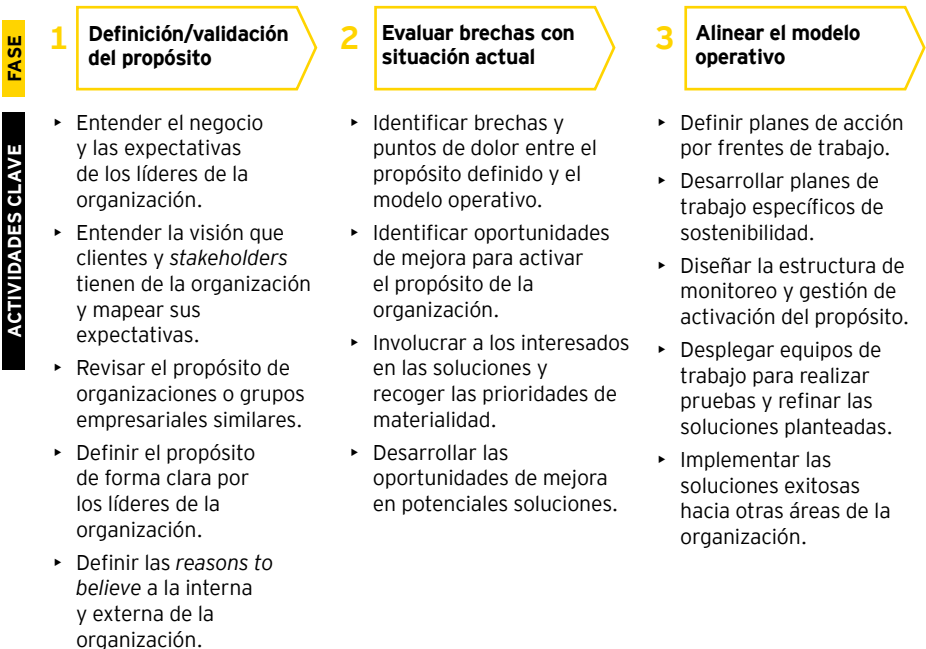 FASE
1
Definición/validación
del propósito
2
Evaluar brechas con
situación actual
3
Alinear el modelo
operativo
ACTIVIDADES CLAVE
‣ Entender el negocio
y las expectativas
de los líderes de la
organización.
‣ Entender la visión que
clientes y stakeholders
tienen de la organización
y mapear sus
expectativas.
‣ Revisar el propósito de
organizaciones o grupos
empresariales similares.
‣ Definir el propósito
de forma clara por
los líderes de la
organización.
‣ Definir las reasons to
believe a la interna
y externa de la
organización.
‣ Identificar brechas y
puntos de dolor entre el
propósito definido y el
modelo operativo.
‣ Identificar oportunidades
de mejora para activar
el propósito de la
organización.
‣ Involucrar a los interesados
en las soluciones y
recoger las prioridades de
materialidad.
‣ Desarrollar las
oportunidades de mejora
en potenciales soluciones.
‣ Definir planes de acción
por frentes de trabajo.
‣ Desarrollar planes de
trabajo específicos de
sostenibilidad.
‣ Diseñar la estructura de
monitoreo y gestión de
activación del propósito.
‣ Desplegar equipos de
trabajo para realizar
pruebas y refinar las
soluciones planteadas.
‣ Implementar las
soluciones exitosas
hacia otras áreas de la
organización.